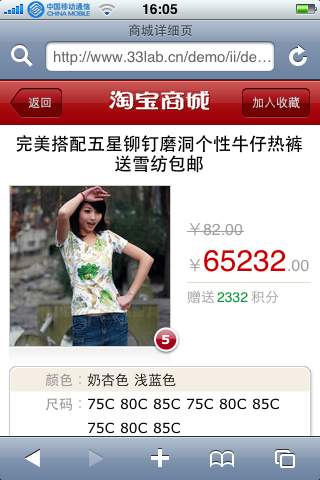 中国移动通信
CHINA MOBILE
16:05
商城详细页
http://www.33lab.cn/demo/ii/de...
返回
淘宝商城
加入收藏
完美搭配五星铆钉磨洞个性牛仔热裤
送雪纺包邮
￥82.00
￥65232.00
赠送 2332 积分
5
颜色： 奶杏色 浅蓝色
尺码： 75C 80C 85C 75C 80C 85C
75C 80C 85C